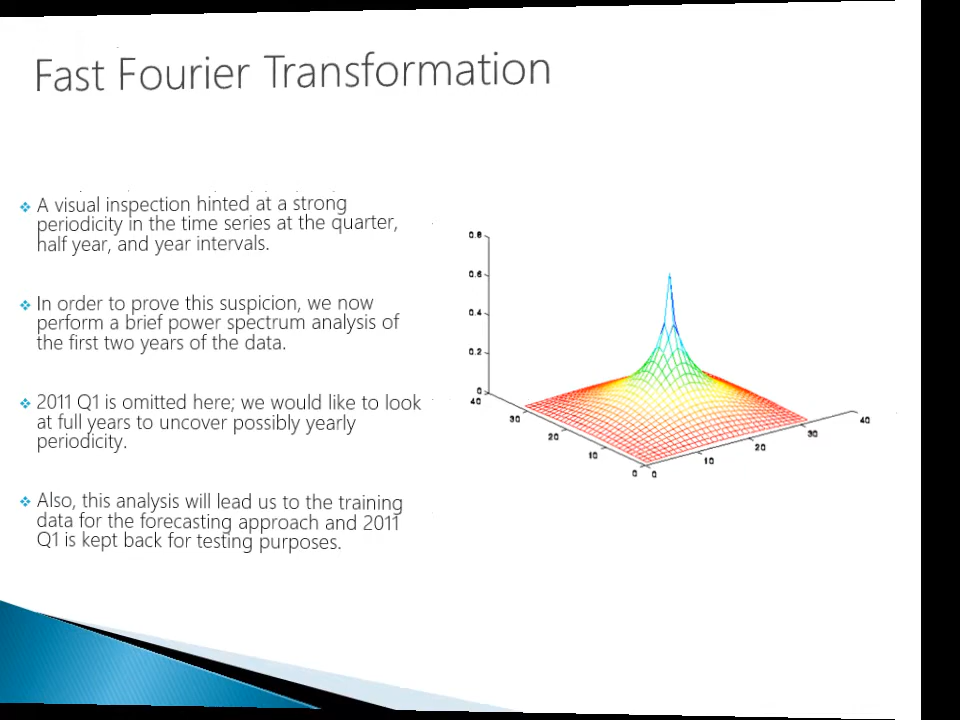 Fast Fourier Transformation
❖ A visual inspection hinted at a strong
periodicity in the time series at the quarter,
half year, and year intervals.
❖ In order to prove this suspicion, we now
perform a brief power spectrum analysis of
the first two years of the data.
❖ 2011 Q1 is omitted here; we would like to look
at full years to uncover possibly yearly
periodicity.
❖ Also, this analysis will lead us to the training
data for the forecasting approach and 2011
Q1 is kept back for testing purposes.
0.8
0.6
0.4
0.2
0
40
30
20
10
0
0
10
20
30
40